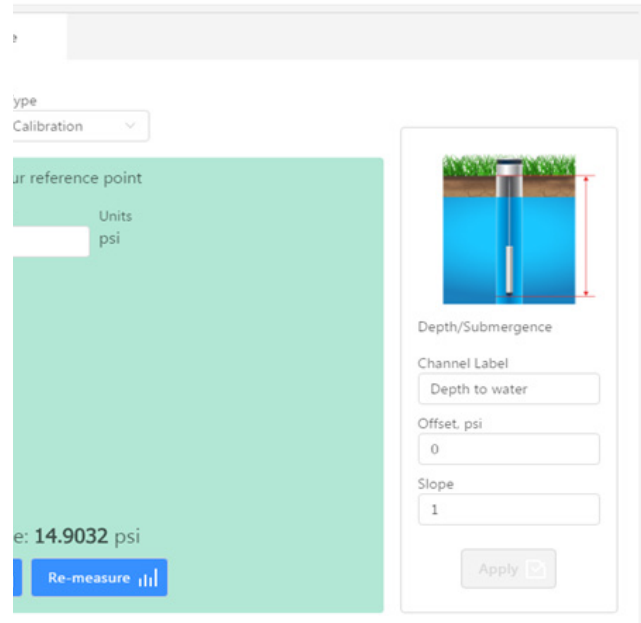 e
ype
Calibration
ur reference point
Units
psi
e: 14.9032 psi
Re-measure
Depth/Submergence
Channel Label
Depth to water
Offset, psi
0
Slope
1
Apply